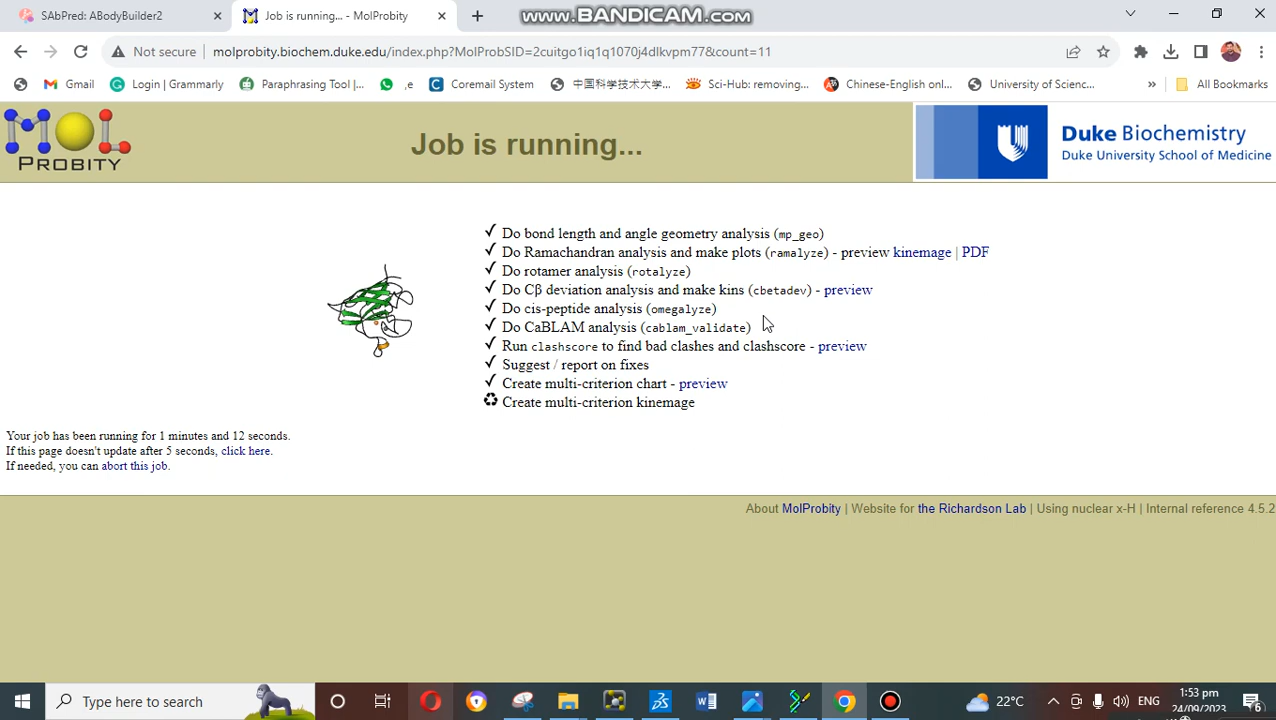 SAbPred: ABodyBuilder2
Job is running... - MolProbity
www.BANDICAM.com
Not secure
molprobity.biochem.duke.edu/index.php?MolProbSID=2cuitgo1iq1q1070j4dlkvpm77&count=11
Gmail
Login | Grammarly
Paraphrasing Tool |...
,e
Coremail System
中国科学技术大学...
Sci-Hub: removing...
Chinese-English onl...
University of Scienc...
»
All Bookmarks
MOL
PROBITY
Job is running...
Duke Biochemistry
Duke University School of Medicine
✓ Do bond length and angle geometry analysis (mp_geo)
✓ Do Ramachandran analysis and make plots (ramalyze) - preview kinemage | PDF
✓ Do rotamer analysis (rotalyze)
✓ Do Cβ deviation analysis and make kins (cbetadev) - preview
✓ Do cis-peptide analysis (omegalyze)
✓ Do CaBLAM analysis (cablam_validate)
✓ Run clashscore to find bad clashes and clashscore - preview
✓ Suggest / report on fixes
✓ Create multi-criterion chart - preview
Create multi-criterion kinemage
Your job has been running for 1 minutes and 12 seconds.
If this page doesn't update after 5 seconds, click here.
If needed, you can abort this job.
About MolProbity | Website for the Richardson Lab | Using nuclear x-H | Internal reference 4.5.2
Type here to search
22°C
ENG
1:53 pm
24/09/2023
6